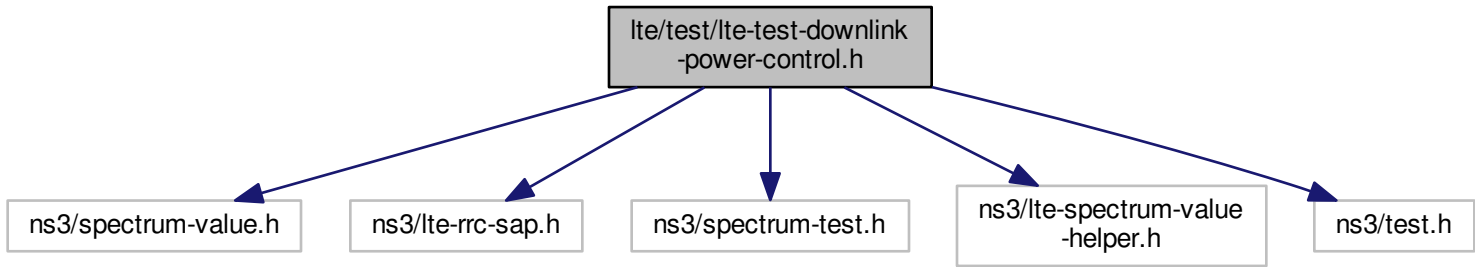 lte/test/lte-test-downlink
-power-control.h
ns3/spectrum-value.h
ns3/lte-rrc-sap.h
ns3/spectrum-test.h
ns3/lte-spectrum-value
-helper.h
ns3/test.h